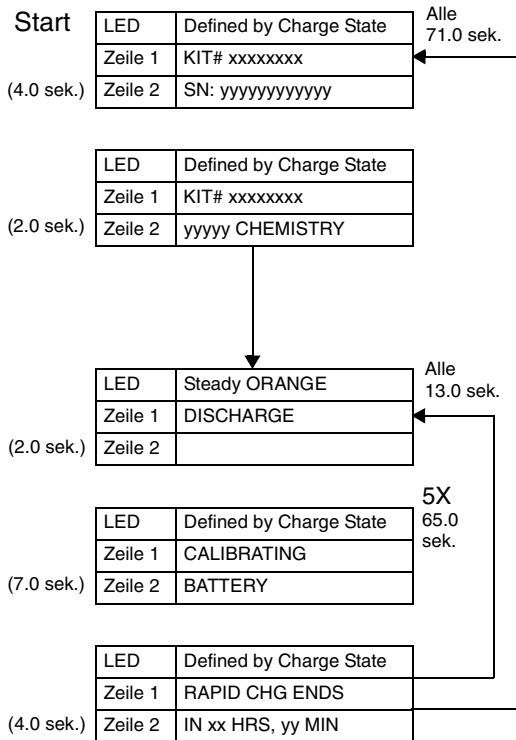 Start
LED Defined by Charge State
Alle
71.0 sek.
Zeile 1 KIT# xxxxxxxx
(4.0 sek.) Zeile 2 SN: yyyyyyyyyyyy
LED Defined by Charge State
Zeile 1 KIT# xxxxxxxx
(2.0 sek.) Zeile 2 yyyyy CHEMISTRY
LED Steady ORANGE
Alle
13.0 sek.
Zeile 1 DISCHARGE
(2.0 sek.) Zeile 2
5X
65.0
sek.
LED Defined by Charge State
Zeile 1 CALIBRATING
(7.0 sek.) Zeile 2 BATTERY
LED Defined by Charge State
Zeile 1 RAPID CHG ENDS
(4.0 sek.) Zeile 2 IN xx HRS, yy MIN